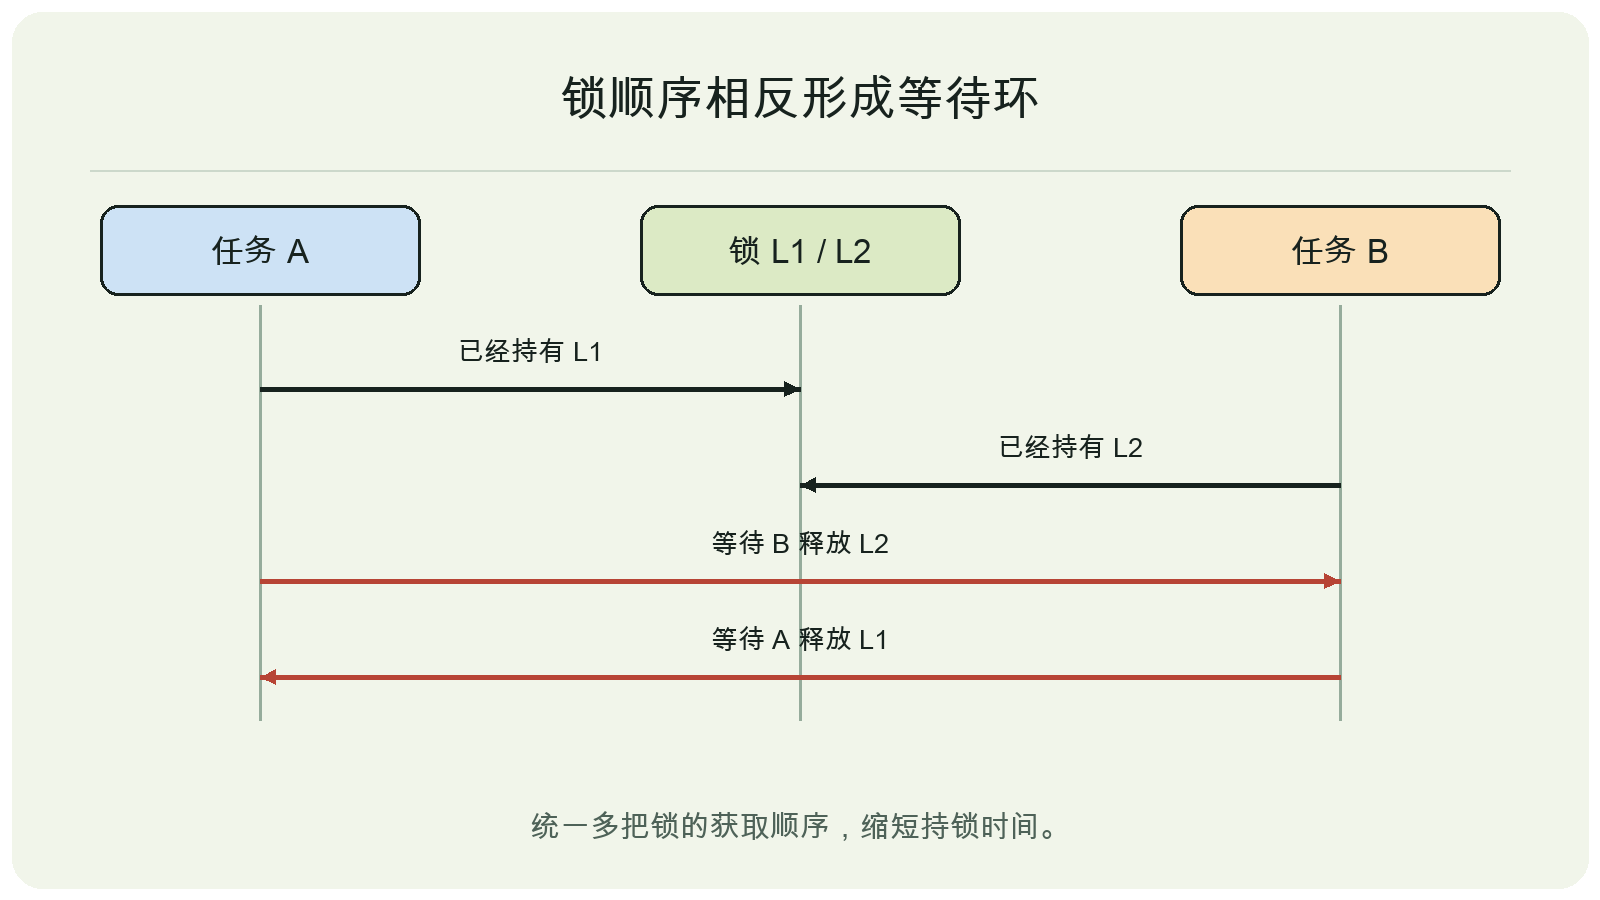 锁顺序相反形成等待环
任务 A
锁 L1 / L2
任务 B
已经持有 L1
已经持有 L2
等待 B 释放 L2
等待 A 释放 L1
统一多把锁的获取顺序，缩短持锁时间。